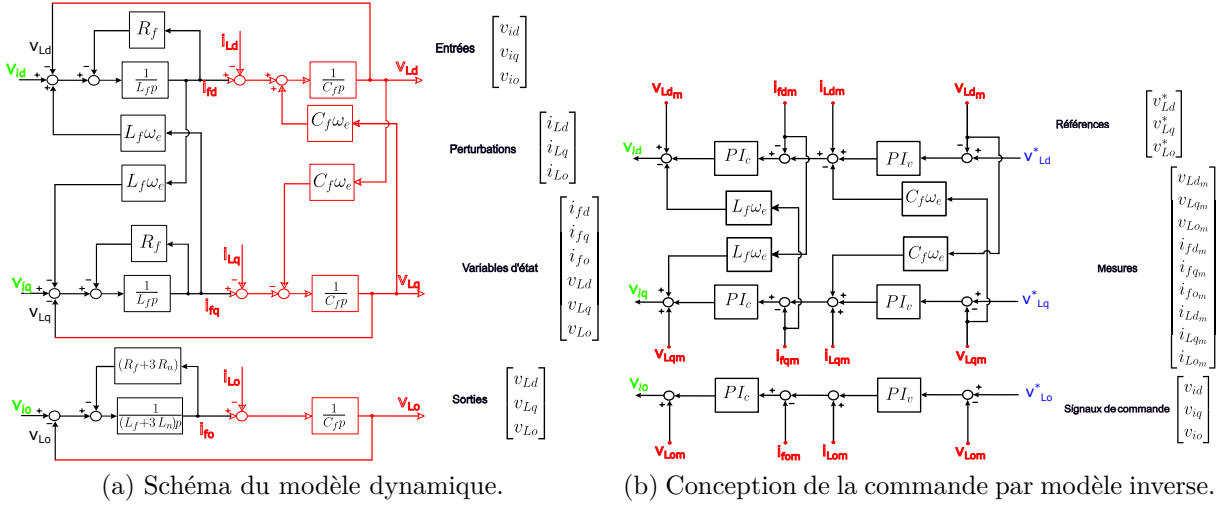 R_f
v_Ld
i_Ld
v_id
1/(L_f p)
i_fd
1/(C_f p)
v_Ld
L_f ω_e
C_f ω_e
L_f ω_e
C_f ω_e
R_f
i_Lq
v_iq
1/(L_f p)
i_fq
1/(C_f p)
v_Lq
v_Lq
(R_f+3R_n)
i_Lo
v_io
1/((L_f+3L_n)p)
i_fo
1/(C_f p)
v_Lo
v_Lo
Entrées
[v_id
v_iq
v_io]
Perturbations
[i_Ld
i_Lq
i_Lo]
Variables d'état
[i_fd
i_fq
i_fo
v_Ld
v_Lq
v_Lo]
Sorties
[v_Ld
v_Lq
v_Lo]
(a) Schéma du modèle dynamique.
v_Ldm i_fdm i_Ldm v_Ldm
v_id PI_c PI_v v*_Ld
L_f ω_e C_f ω_e
L_f ω_e C_f ω_e
v_iq PI_c PI_v v*_Lq
v_Lqm i_fqm i_Lqm v_Lqm
v_io PI_c PI_v v*_Lo
v_Lom i_fom i_Lom v_Lom
Référéncés
[v*_Ld
v*_Lq
v*_Lo]
Mesures
[v_Ldm
v_Lqm
v_Lom
i_fdm
i_fqm
i_fom
i_Ldm
i_Lqm
i_Lom]
Signaux de commande
[v_id
v_iq
v_io]
(b) Conception de la commande par modèle inverse.